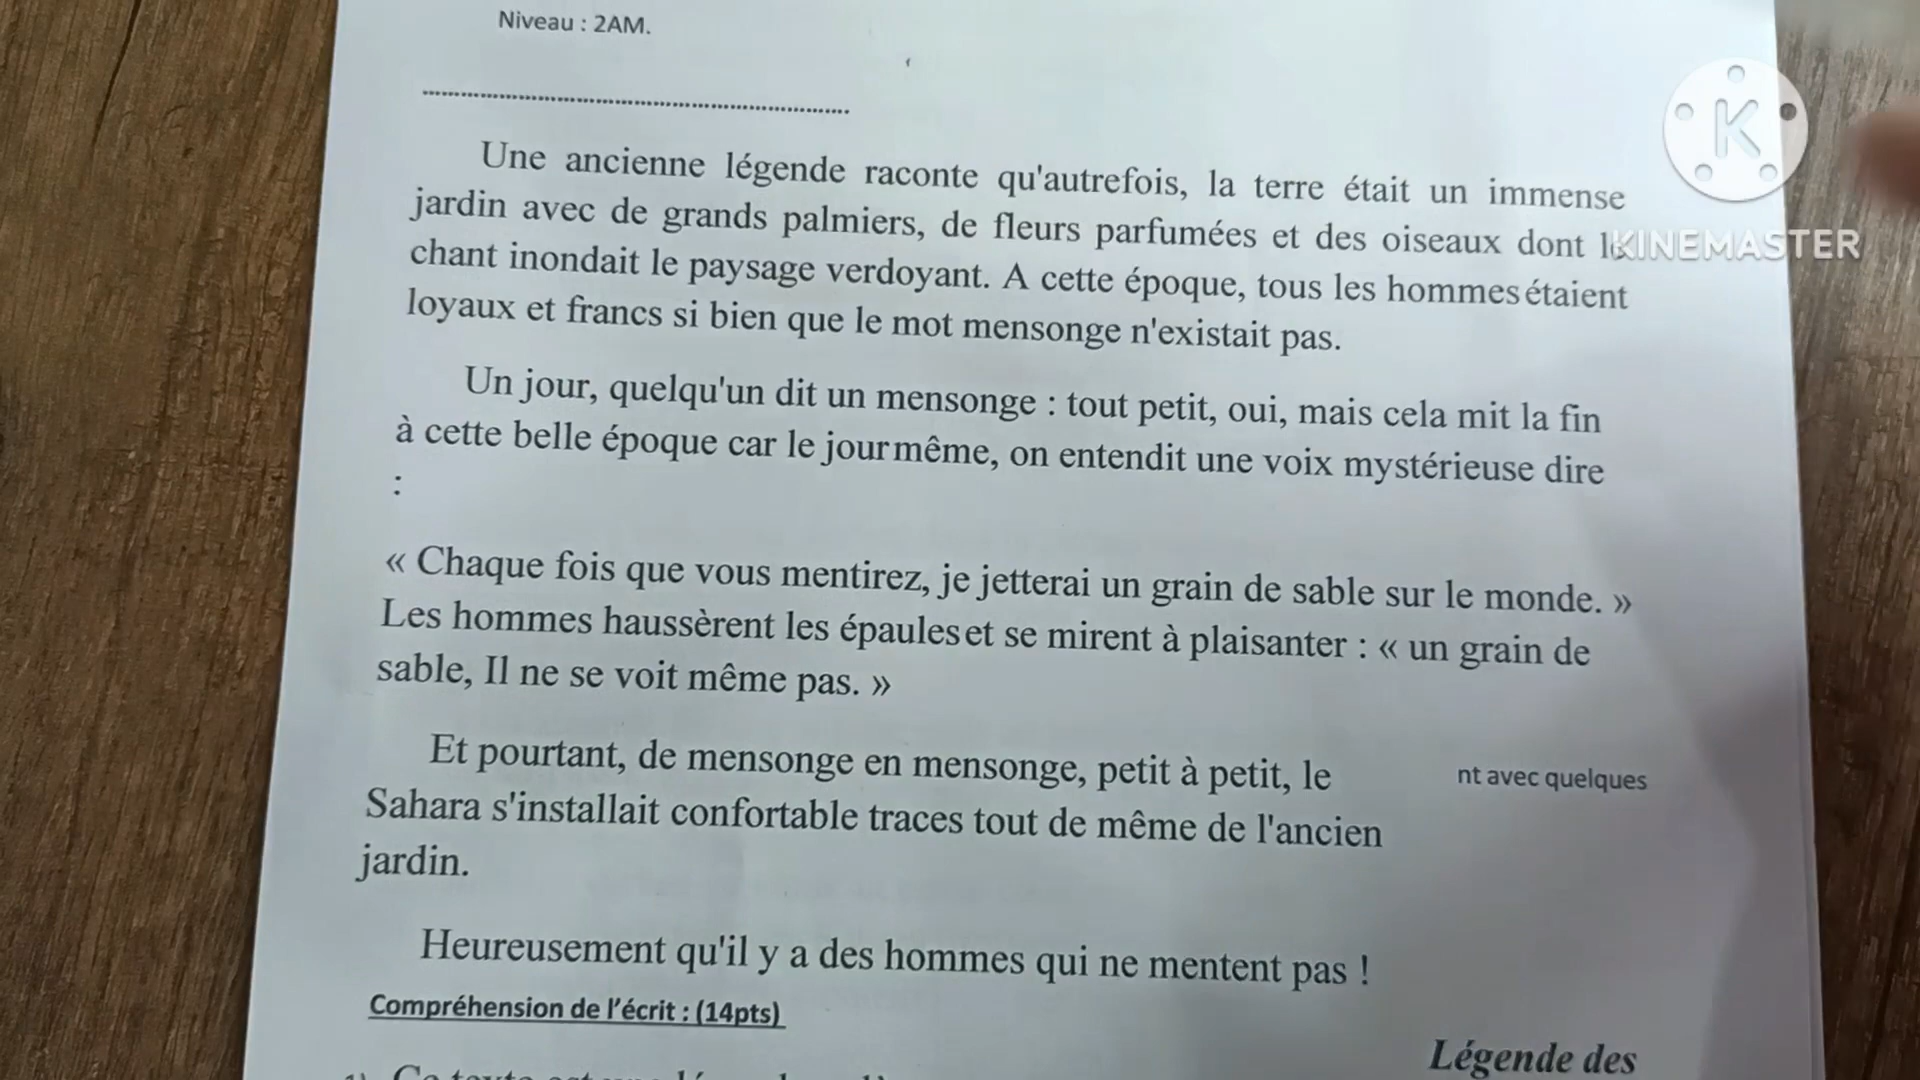 Niveau : 2AM.
Une ancienne légende raconte qu'autrefois, la terre était un immense
jardin avec de grands palmiers, de fleurs parfumées et des oiseaux dont
chant inondait le paysage verdoyant. A cette époque, tous les hommes étaient
loyaux et francs si bien que le mot mensonge n'existait pas.
Un jour, quelqu'un dit un mensonge : tout petit, oui, mais cela mit la fin
à cette belle époque car le jour même, on entendit une voix mystérieuse dire
:
« Chaque fois que vous mentirez, je jetterai un grain de sable sur le monde. »
Les hommes haussèrent les épaules et se mirent à plaisanter : « un grain de
sable, Il ne se voit même pas. »
Et pourtant, de mensonge en mensonge, petit à petit, le
nt avec quelques
Sahara s'installait confortable traces tout de même de l'ancien
jardin.
Heureusement qu'il y a des hommes qui ne mentent pas !
Compréhension de l'écrit : (14pts)
Légende des
K
KINEMASTER